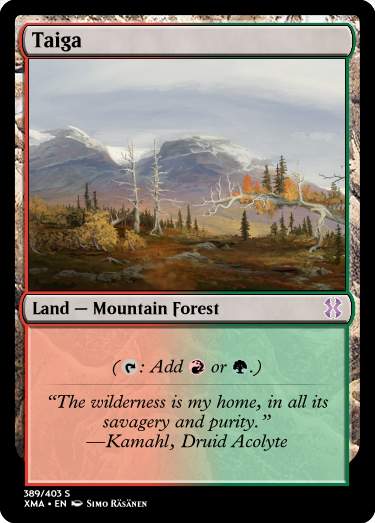 Taiga
Land — Mountain Forest
(: Add or .)
“The wilderness is my home, in all its
savagery and purity.”
—Kamahl, Druid Acolyte
389/403 S
XMA • EN Simo Räsänen